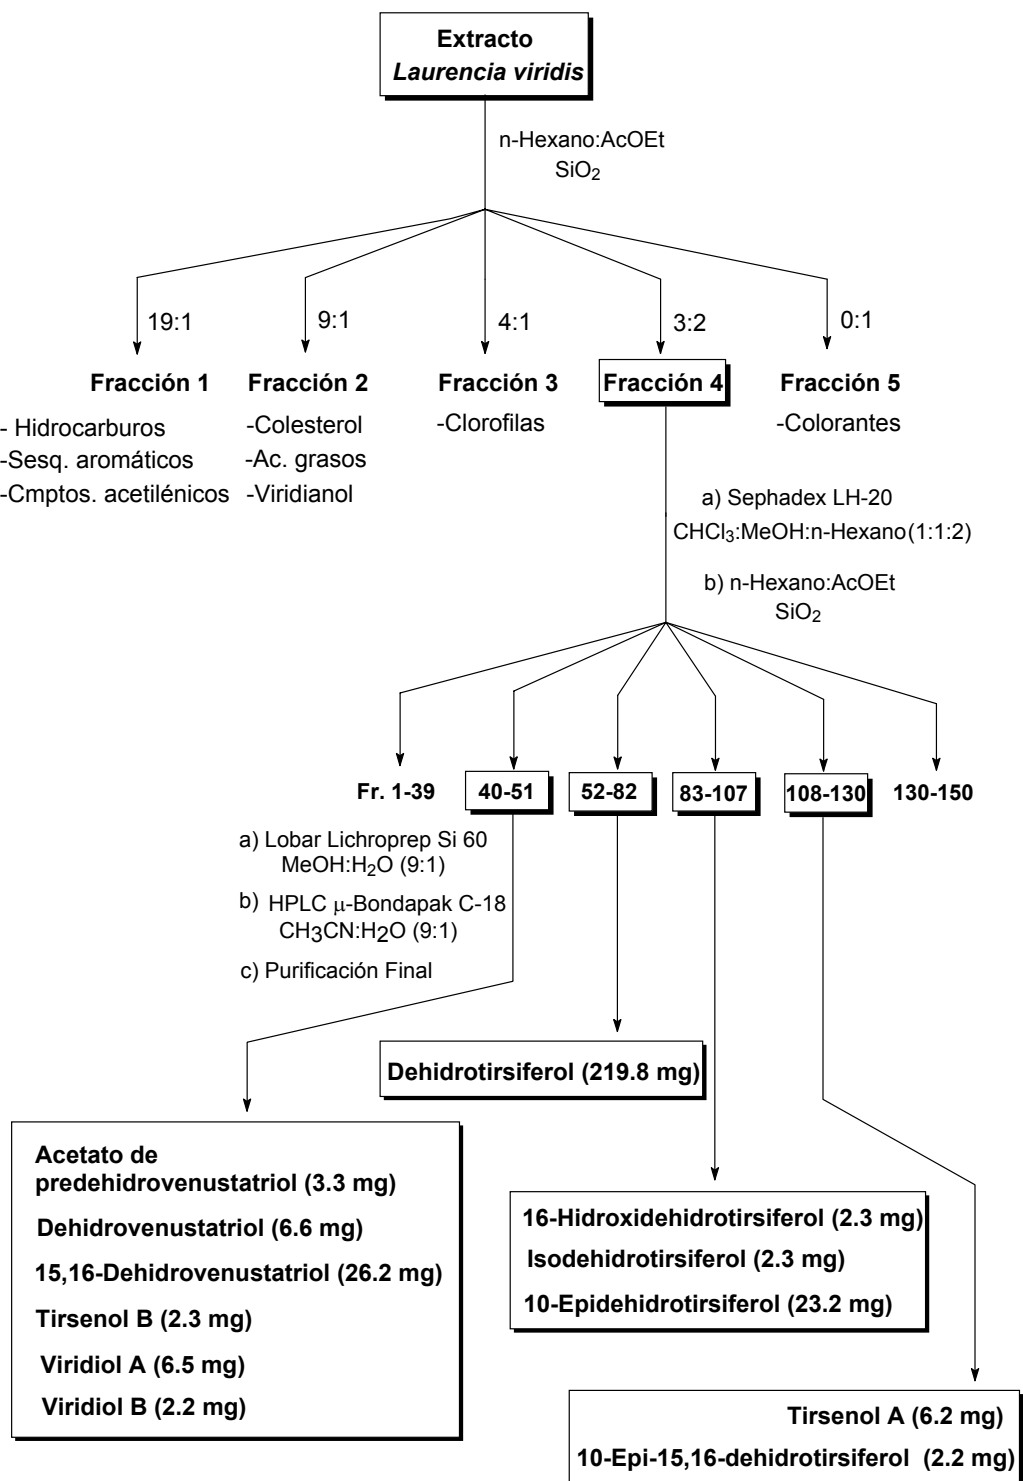 Extracto
Laurencia viridis
n-Hexano:AcOEt
SiO2
19:1
9:1
4:1
3:2
0:1
Fracción 1
Fracción 2
Fracción 3
Fracción 4
Fracción 5
- Hidrocarburos
-Sesq. aromáticos
-Cmptos. acetilénicos
-Colesterol
-Ac. grasos
-Viridianol
-Clorofilas
-Colorantes
a) Sephadex LH-20
CHCl3:MeOH:n-Hexano(1:1:2)
b) n-Hexano:AcOEt
SiO2
Fr. 1-39
40-51
52-82
83-107
108-130
130-150
a) Lobar Lichroprep Si 60
MeOH:H2O (9:1)
b) HPLC μ-Bondapak C-18
CH3CN:H2O (9:1)
c) Purificación Final
Dehidrotirsiferol (219.8 mg)
Acetato de
predehidrovenustatriol (3.3 mg)
Dehidrovenustatriol (6.6 mg)
15,16-Dehidrovenustatriol (26.2 mg)
Tirsenol B (2.3 mg)
Viridiol A (6.5 mg)
Viridiol B (2.2 mg)
16-Hidroxidehidrotirsiferol (2.3 mg)
Isodehidrotirsiferol (2.3 mg)
10-Epidehidrotirsiferol (23.2 mg)
Tirsenol A (6.2 mg)
10-Epi-15,16-dehidrotirsiferol (2.2 mg)